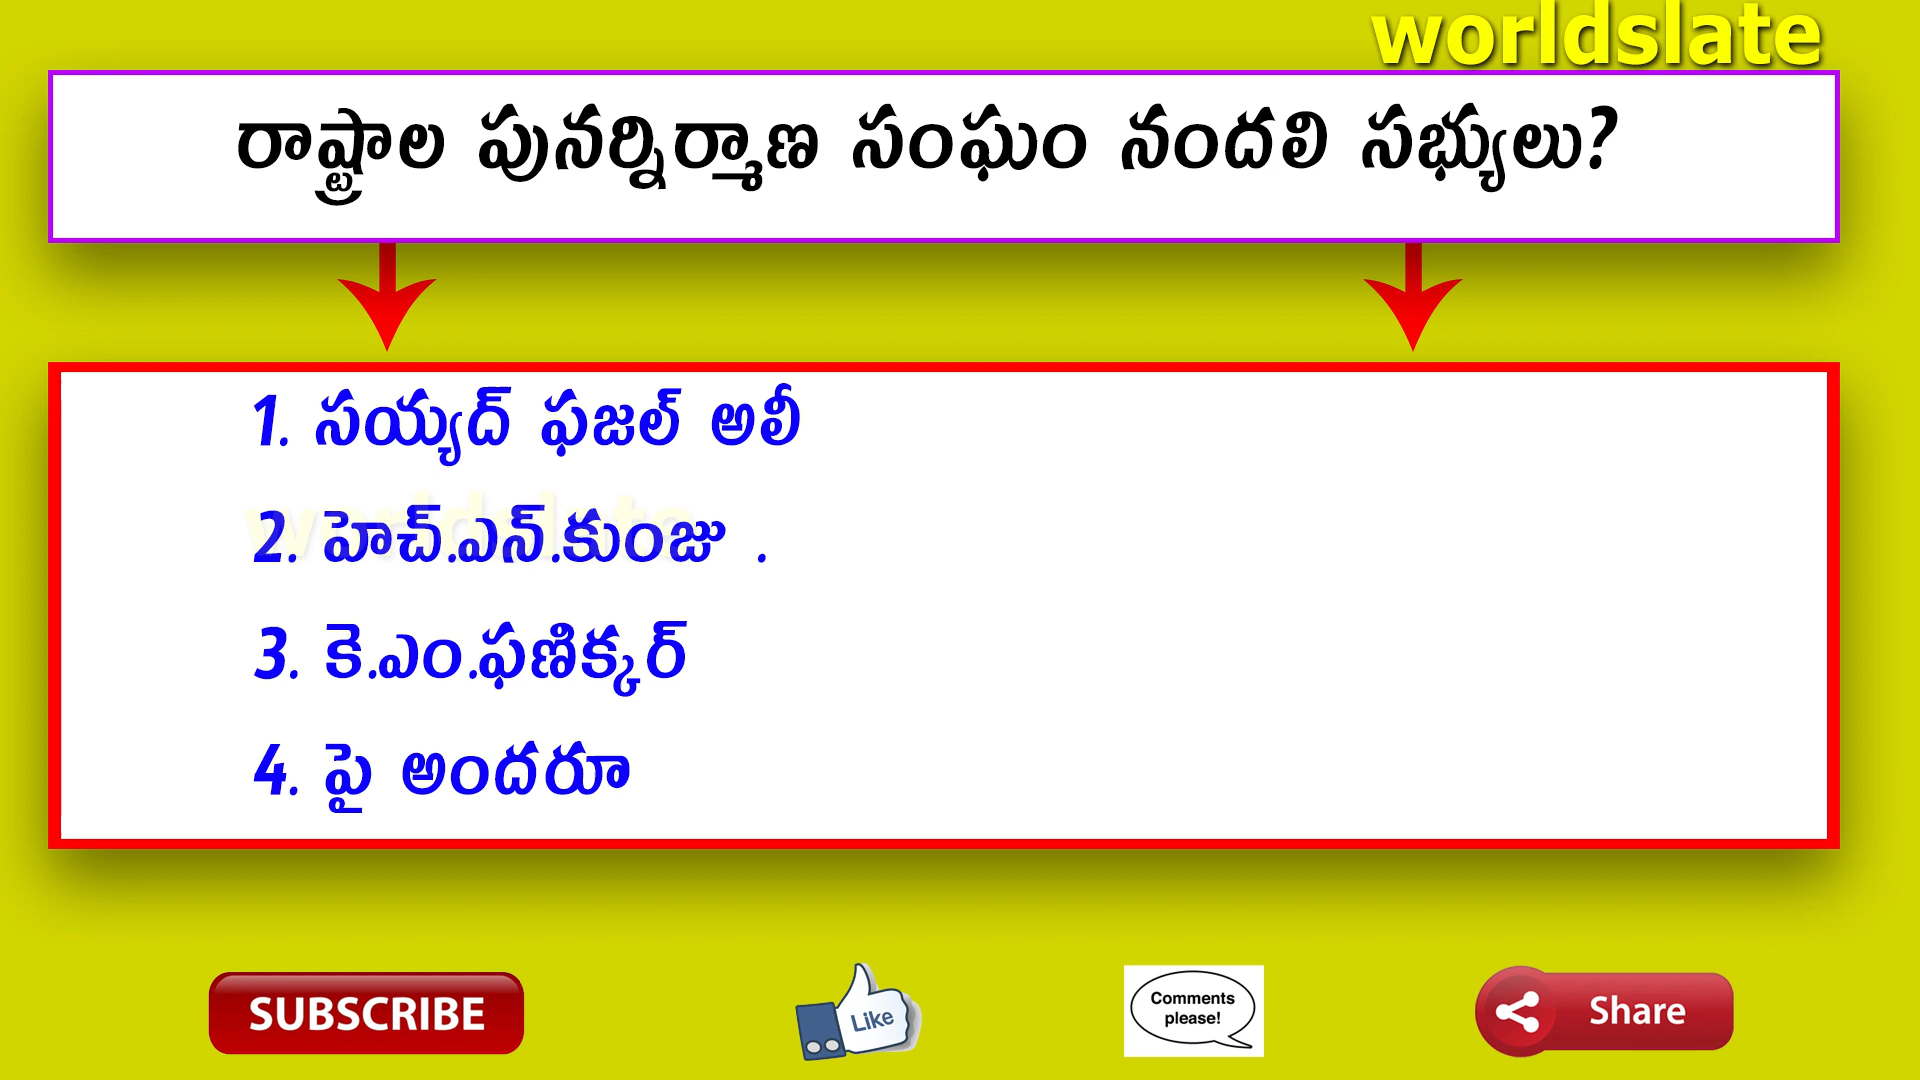 worldslate
రాష్ట్రాల పునర్నిర్మాణ సంఘం నందలి సభ్యులు?
1. సయ్యద్ ఫజల్ అలీ
worldslate
2. హెచ్.ఎన్.కుంజు .
3. కె.ఎం.ఫణిక్కర్
4. పై అందరూ
SUBSCRIBE
Like
Comments
please!
Share